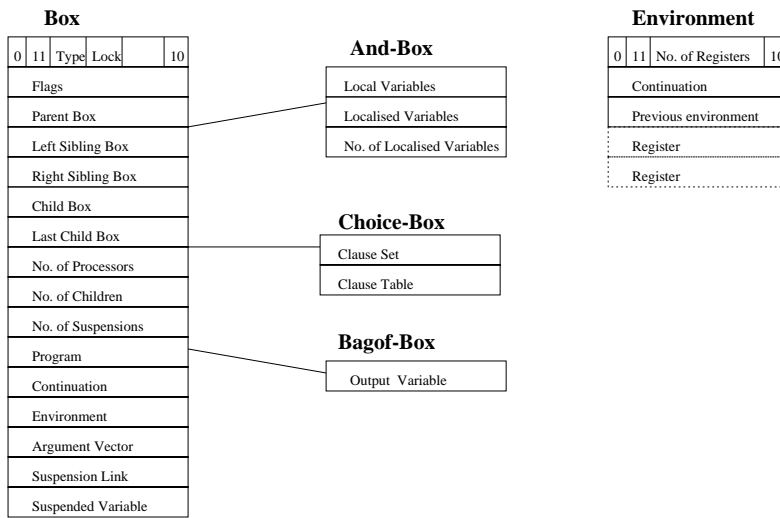 Box
0 11 Type Lock 10
Flags
Parent Box
Left Sibling Box
Right Sibling Box
Child Box
Last Child Box
No. of Processors
No. of Children
No. of Suspensions
Program
Continuation
Environment
Argument Vector
Suspension Link
Suspended Variable
And-Box
Local Variables
Localised Variables
No. of Localised Variables
Choice-Box
Clause Set
Clause Table
Bagof-Box
Output Variable
Environment
0 11 No. of Registers 10
Continuation
Previous environment
Register
Register